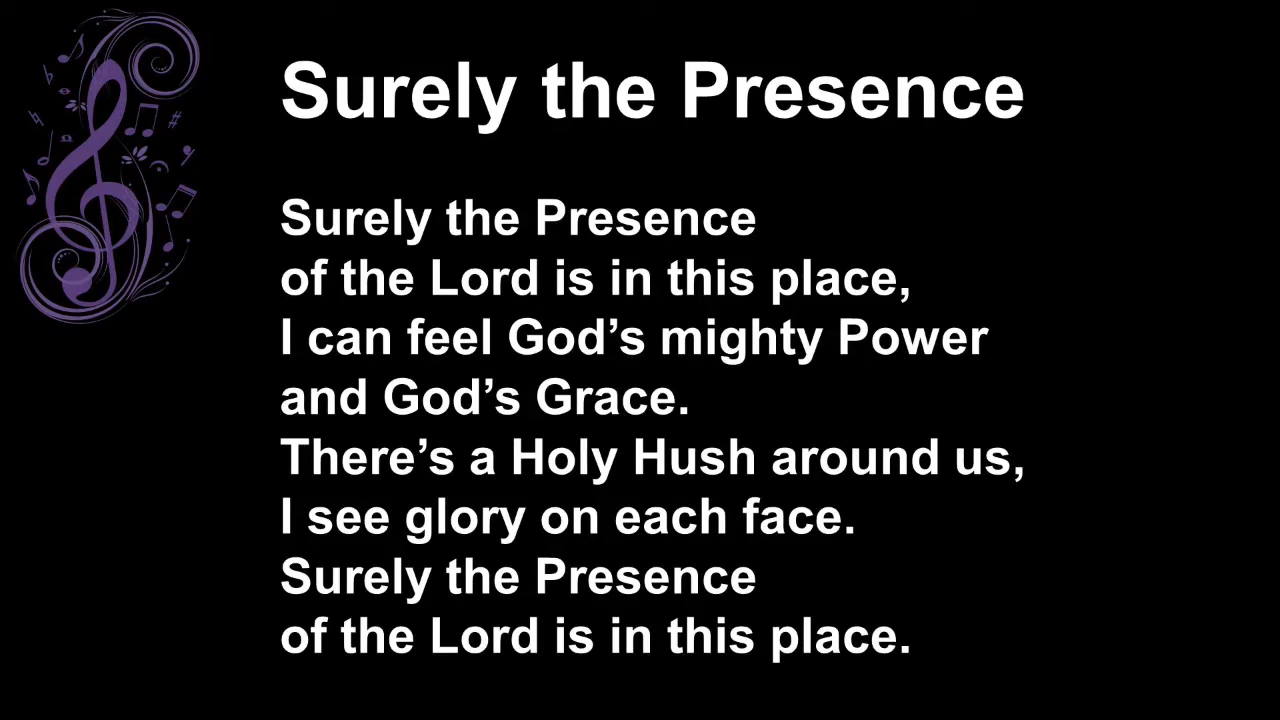 Surely the Presence
Surely the Presence
of the Lord is in this place,
I can feel God’s mighty Power
and God’s Grace.
There’s a Holy Hush around us,
I see glory on each face.
Surely the Presence
of the Lord is in this place.